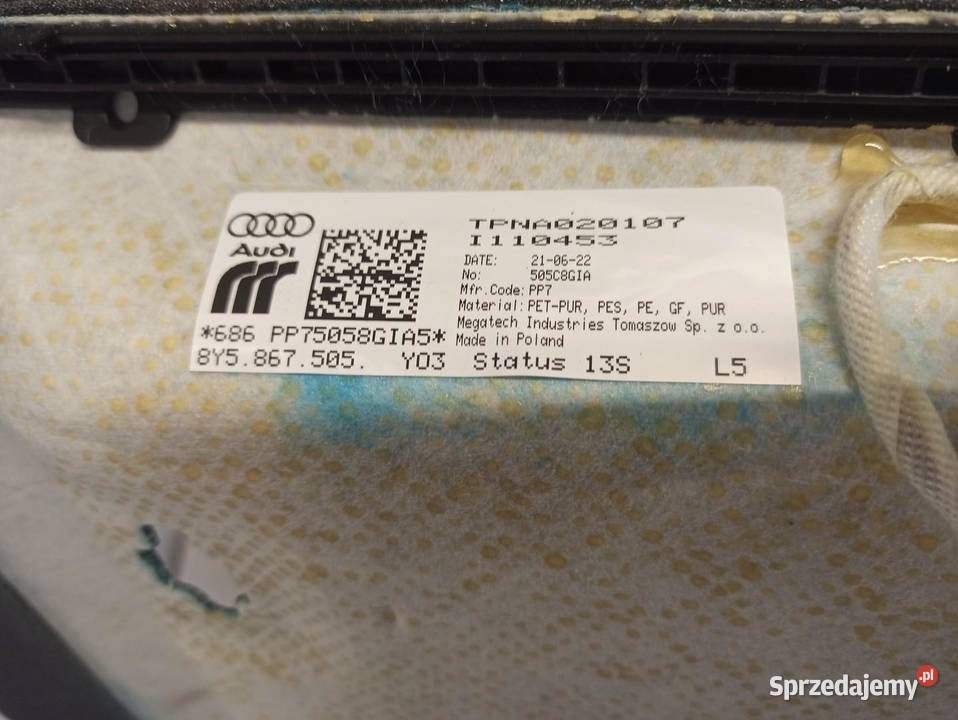 Audi
TPNA020107
I110453
DATE: 21-06-22
No: 505C8GIA
Mfr.Code: PP7
Material: PET-PUR, PES, PE, GF, PUR
Megatech Industries Tomaszow Sp. z o.o.
Made in Poland
*686 PP75058GIA5*
8Y5.867.505. Y03 Status 13S L5
Sprzedajemy.pl